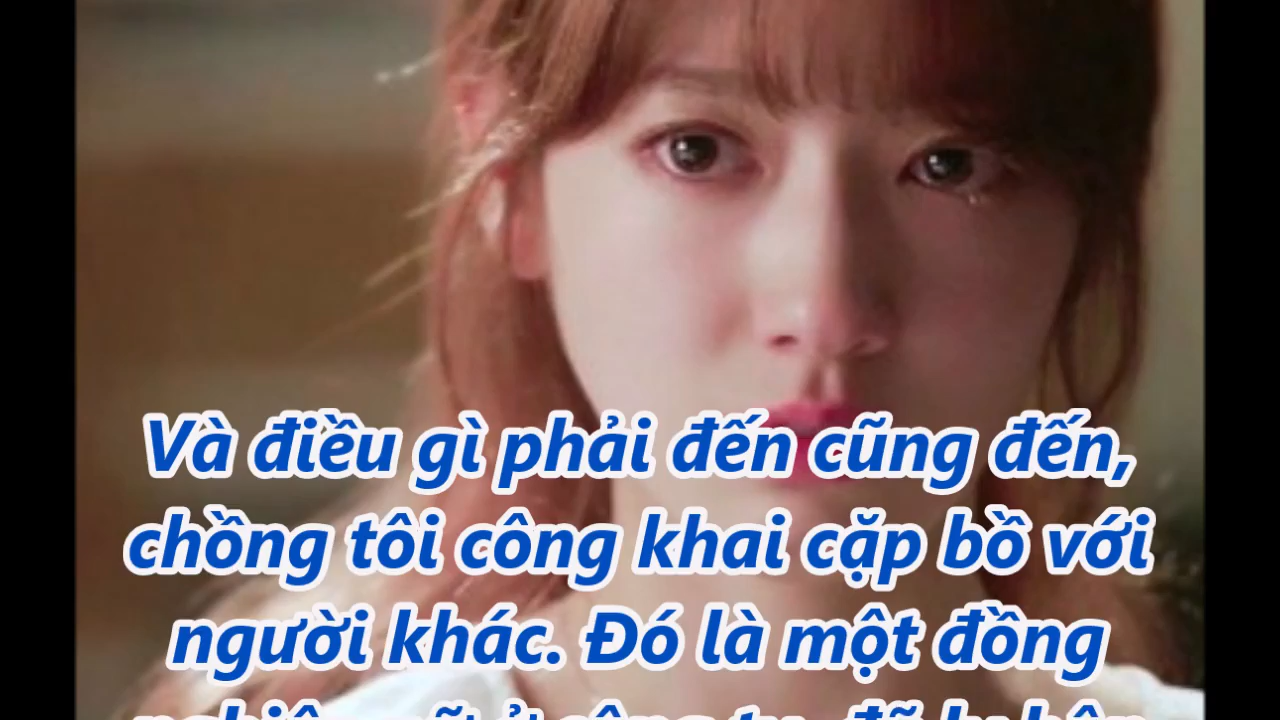 Và điều gì phải đến cũng đến,
chồng tôi công khai cặp bồ với
người khác. Đó là một đồng